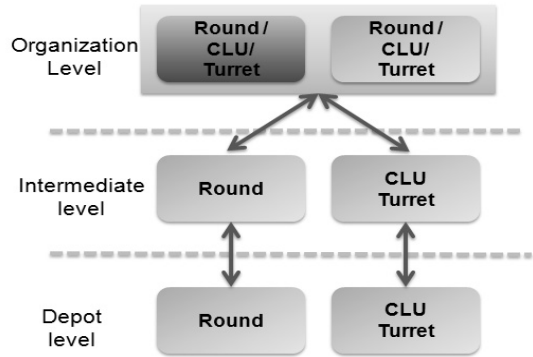 Organization
Level
Round /
CLU/
Turret
Round /
CLU/
Turret
Intermediate
level
Round
CLU
Turret
Depot
level
Round
CLU
Turret